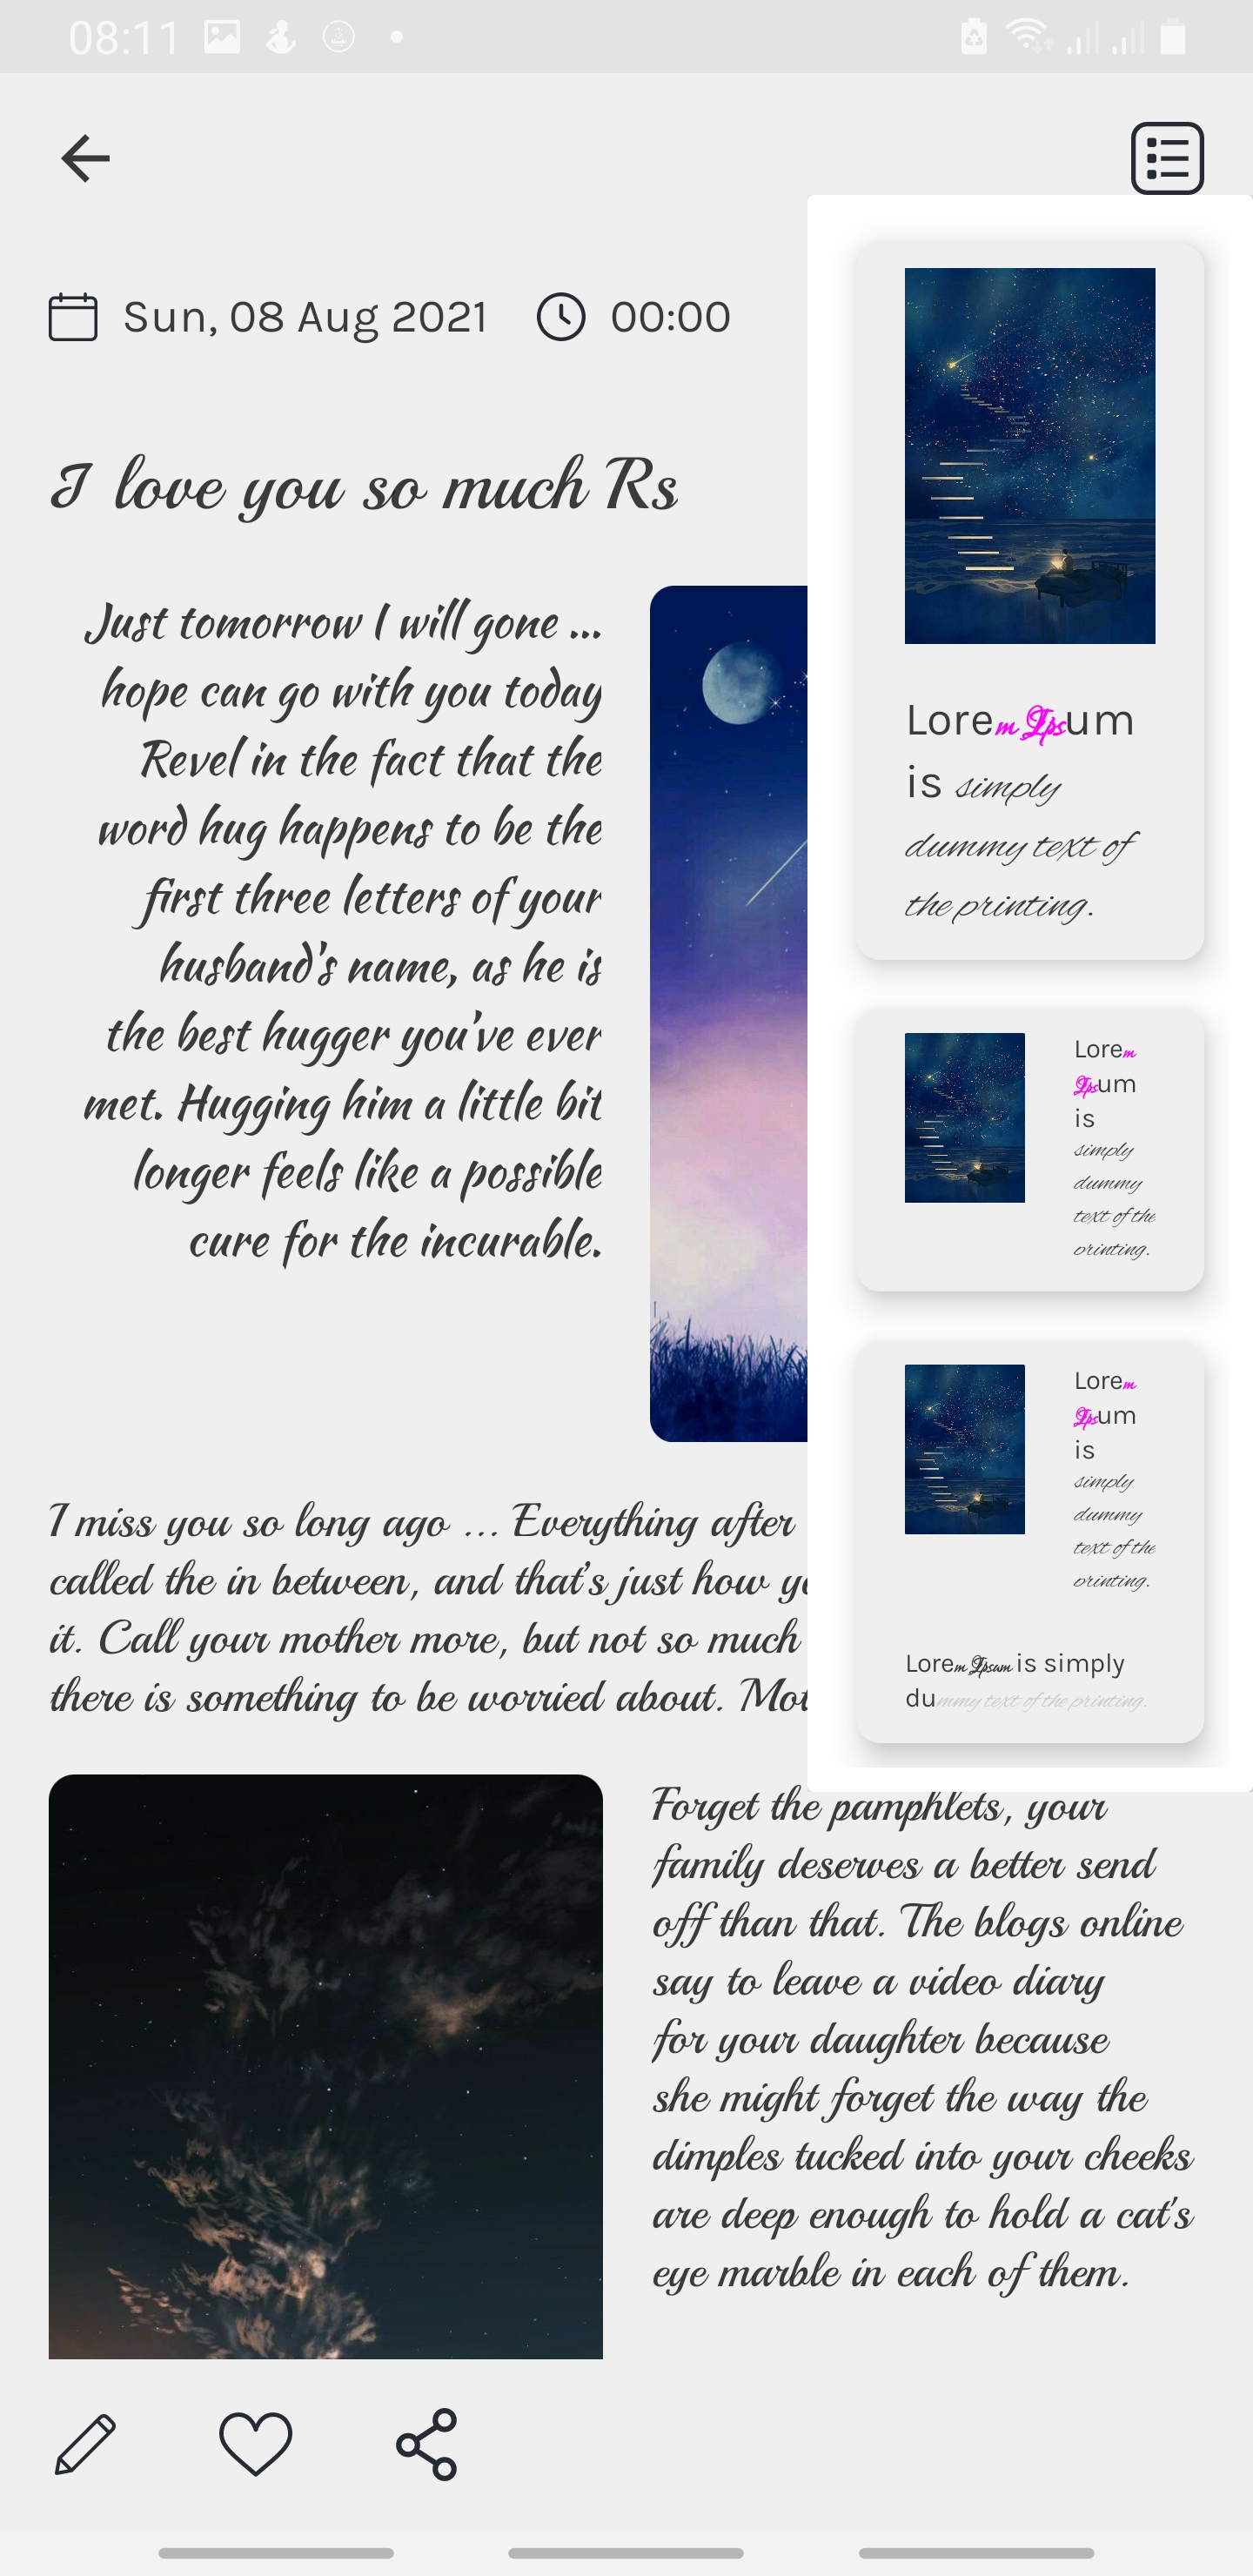 08:11
Sun, 08 Aug 2021 00:00
I love you so much Rs
Just tomorrow I will gone ...
hope can go with you today
Revel in the fact that the
word hug happens to be the
first three letters of your
husband's name, as he is
the best hugger you've ever
met. Hugging him a little bit
longer feels like a possible
cure for the incurable.
I miss you so long ago ... Everything after
called the in between, and that's just how
it. Call your mother more, but not so much
there is something to be worried about.
Forget the pamphlets, your
family deserves a better send
off than that. The blogs online
say to leave a video diary
for your daughter because
she might forget the way the
dimples tucked into your cheeks
are deep enough to hold a cat's
eye marble in each of them.
Lorem Ipsum
is simply
dummy text of
the printing.
Lorem
Ipsum
is
simply
dummy
text of the
printing.
Lorem
Ipsum
is
simply
dummy
text of the
printing.
Lorem Ipsum is simply
dummy text of the printing.